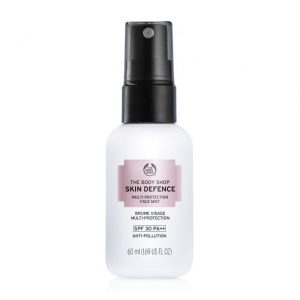 THE BODY SHOP
SKIN DEFENCE
MULTI-PROTECTION
FACE MIST
BRUME VISAGE
MULTI-PROTECTION
SPF 30 PA++
ANTI-POLLUTION
60 ml (1.69 US FL.OZ)